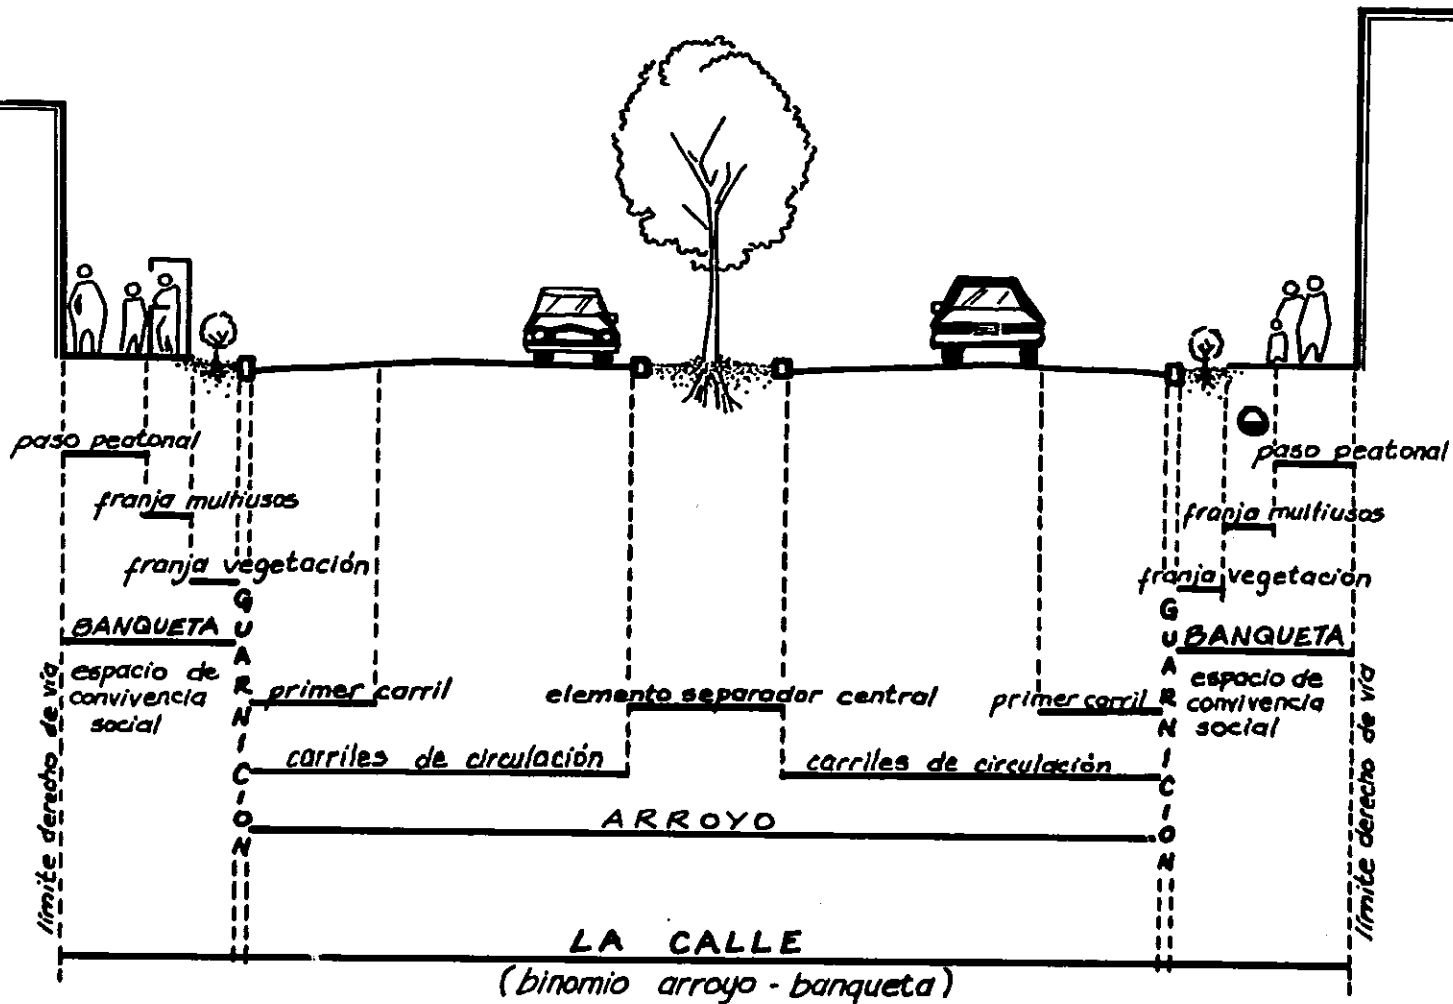 paso peatonal
paso peatonal
franja multiusos
franja multiusos
franja vegetación
franja vegetación
GUARNICION
GUARNICION
BANQUETA
BANQUETA
espacio de
convivencia
social
espacio de
convivencia
social
límite derecho de vía
límite derecho de vía
primer carril
elemento separador central
primer carril
carriles de circulación
carriles de circulación
ARROYO
LA CALLE
(binomio arroyo - banqueta)